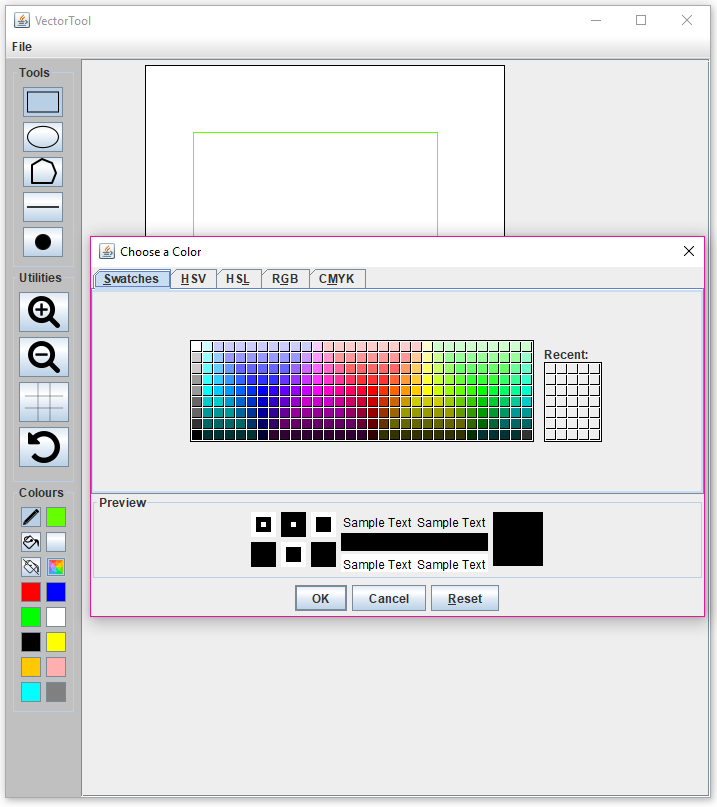 VectorTool
File
Tools
Utilities
Colours
Choose a Color
Swatches HSV HSL RGB CMYK
Recent:
Preview
Sample Text Sample Text
Sample Text Sample Text
OK Cancel Reset